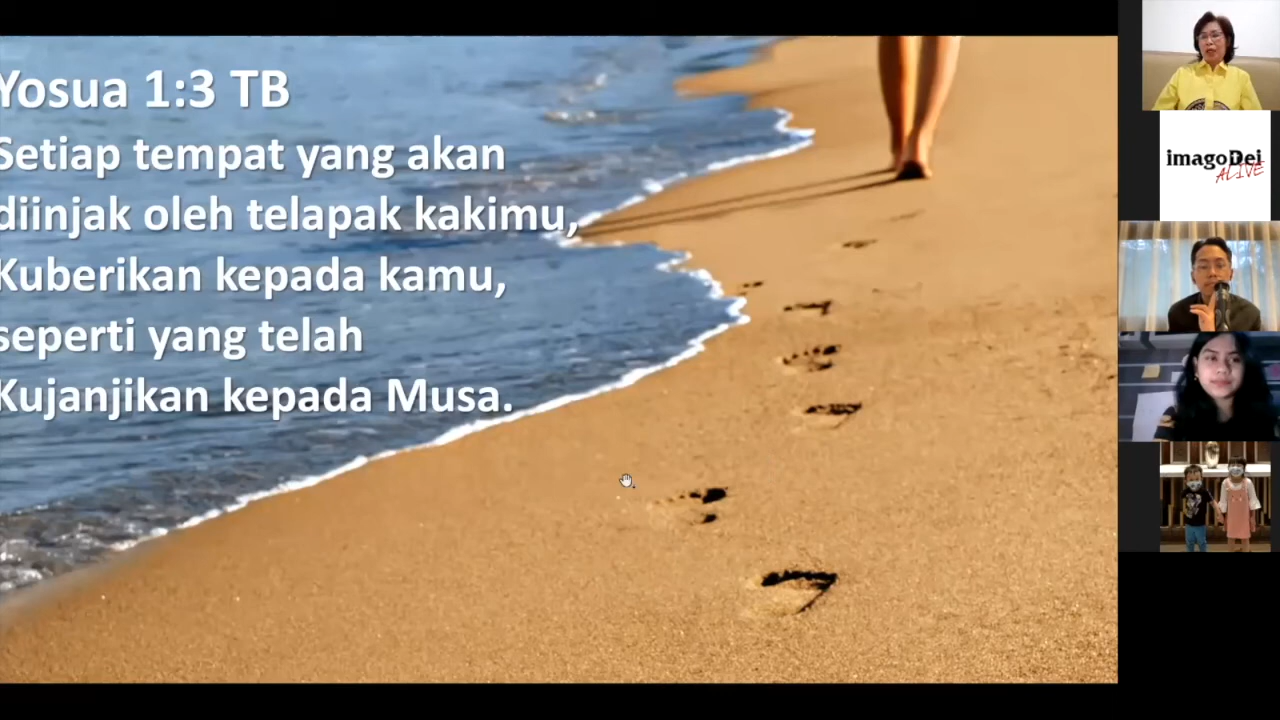 Yosua 1:3 TB
Setiap tempat yang akan
diinjak oleh telapak kakimu,
Kuberikan kepada kamu,
seperti yang telah
Kujanjikan kepada Musa.
imagoDei
ALIVE